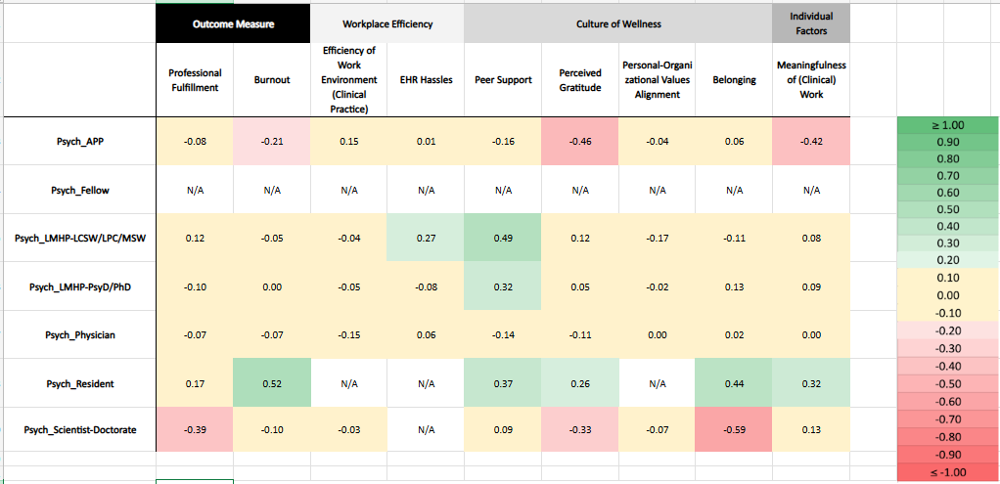 Outcome Measure Workplace Efficiency Culture of Wellness Individual
Factors
Professional
Fulfillment
Burnout
Efficiency of
Work
Environment
(Clinical
Practice)
EHR Hassles
Peer Support
Perceived
Gratitude
Personal-Organi
zational Values
Alignment
Belonging
Meaningfulness
of (Clinical)
Work
Psych_APP -0.08 -0.21 0.15 0.01 -0.16 -0.46 -0.04 0.06 -0.42
Psych_Fellow N/A N/A N/A N/A N/A N/A N/A N/A N/A
Psych_LMHP-LCSW/LPC/MSW 0.12 -0.05 -0.04 0.27 0.49 0.12 -0.17 -0.11 0.08
Psych_LMHP-PsyD/PhD -0.10 0.00 -0.05 -0.08 0.32 0.05 -0.02 0.13 0.09
Psych_Physician -0.07 -0.07 -0.15 0.06 -0.14 -0.11 0.00 0.02 0.00
Psych_Resident 0.17 0.52 N/A N/A 0.37 0.26 N/A 0.44 0.32
Psych_Scientist-Doctorate -0.39 -0.10 -0.03 N/A 0.09 -0.33 -0.07 -0.59 0.13
≥ 1.00
0.90
0.80
0.70
0.60
0.50
0.40
0.30
0.20
0.10
0.00
-0.10
-0.20
-0.30
-0.40
-0.50
-0.60
-0.70
-0.80
-0.90
≤ -1.00